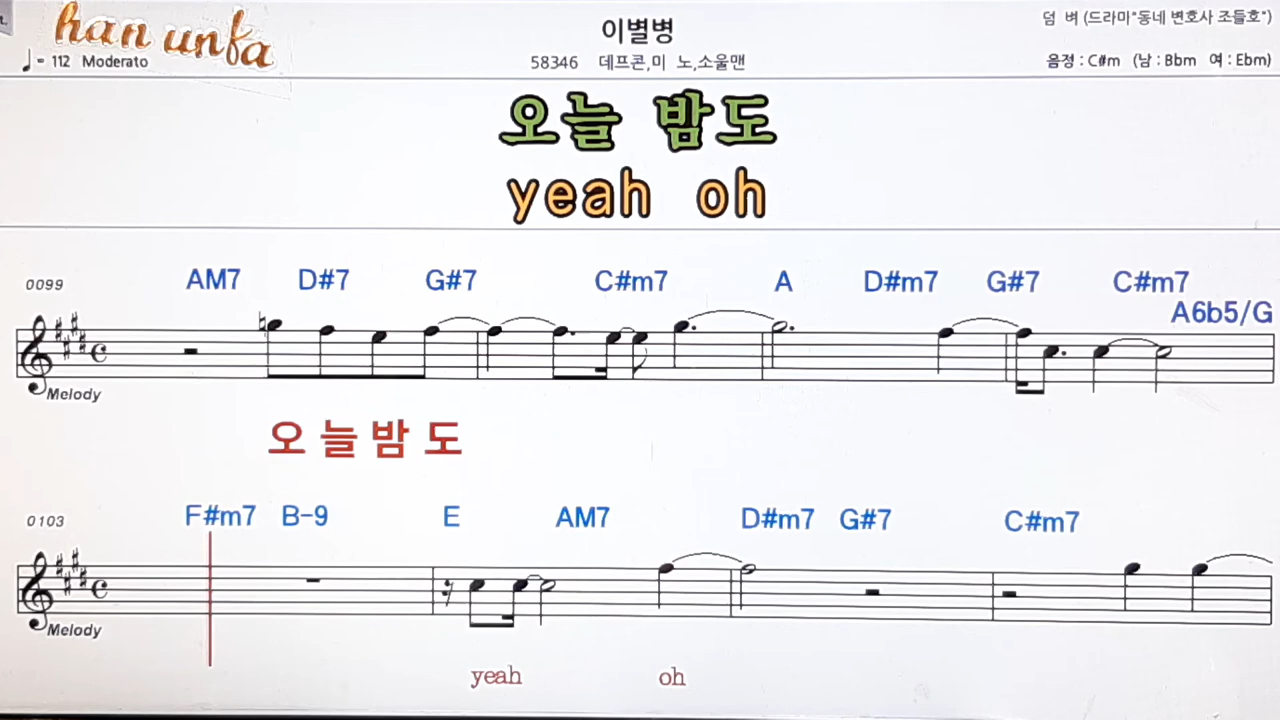 han unfa
t.
♩= 112 Moderato
이별병
58346 데프콘,미 노,소울맨
덤 벼 (드라마"동네 변호사 조들호")
음정 : C#m (남 : Bbm 여 : Ebm)
오늘 밤도
yeah oh
0099 AM7 D#7 G#7 C#m7 A D#m7 G#7 C#m7
A6b5/G
Melody
오 늘 밤 도
0103 F#m7 B-9 E AM7 D#m7 G#7 C#m7
Melody
yeah oh